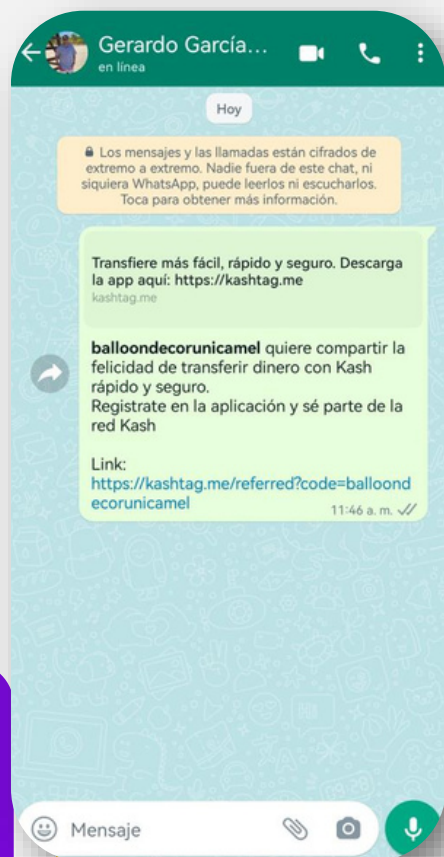 Gerardo García...
en línea
Hoy
Los mensajes y las llamadas están cifrados de
extremo a extremo. Nadie fuera de este chat, ni
siquiera WhatsApp, puede leerlos ni escucharlos.
Toca para obtener más información.
Transfiere más fácil, rápido y seguro. Descarga
la app aquí: https://kashtag.me
kashtag.me
balloondecorunicamel quiere compartir la
felicidad de transferir dinero con Kash
rápido y seguro.
Registrate en la aplicación y sé parte de la
red Kash
Link:
https://kashtag.me/referred?code=balloond
ecorunicamel
11:46 a. m.
Mensaje